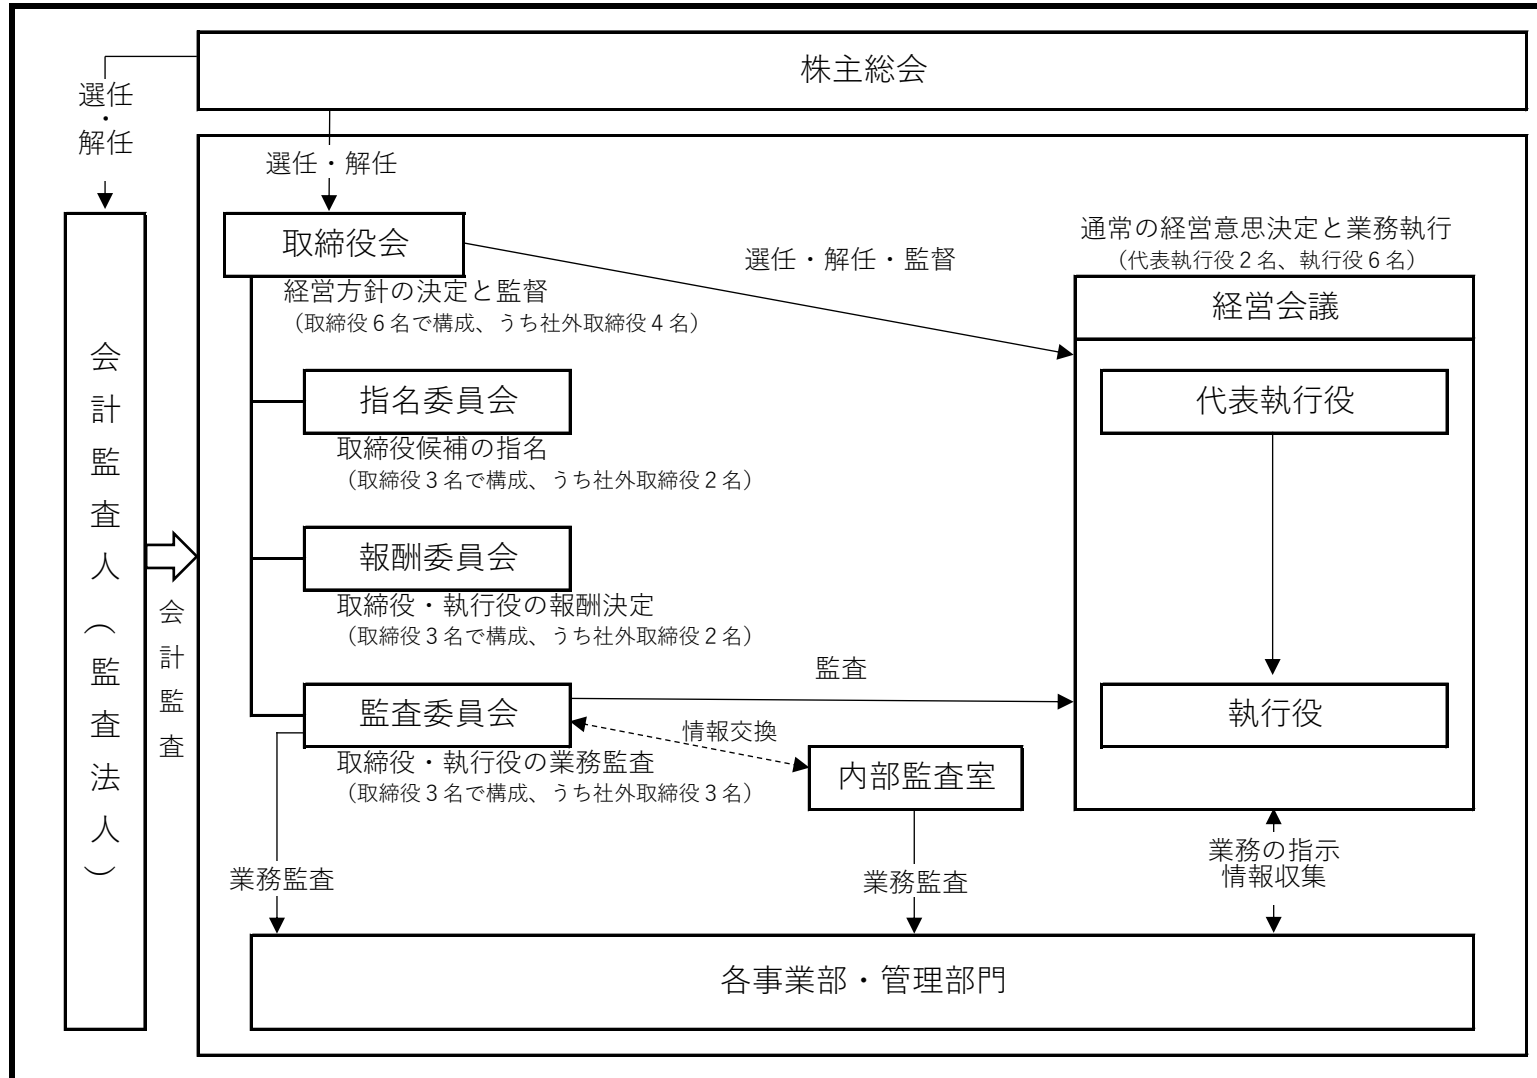 株主総会
選任
・
解任
選任・解任
取締役会
経営方針の決定と監督
（取締役６名で構成、うち社外取締役４名）
選任・解任・監督
通常の経営意思決定と業務執行
（代表執行役２名、執行役６名）
経営会議
代表執行役
執行役
指名委員会
取締役候補の指名
（取締役３名で構成、うち社外取締役２名）
報酬委員会
取締役・執行役の報酬決定
（取締役３名で構成、うち社外取締役２名）
監査委員会
取締役・執行役の業務監査
（取締役３名で構成、うち社外取締役３名）
監査
情報交換
内部監査室
会計監査人（監査法人）
会計監査
業務監査
業務監査
業務の指示
情報収集
各事業部・管理部門